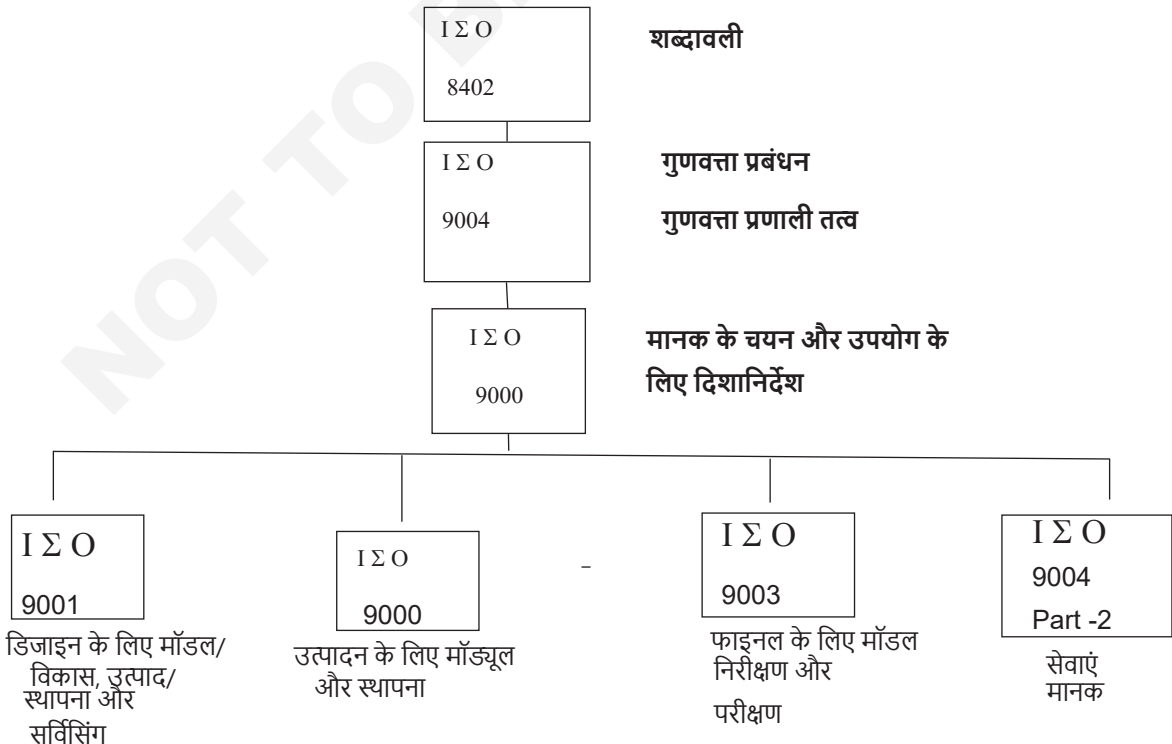 Ι Σ Ο
8402
शब्दावली
Ι Σ Ο
9004
गुणवत्ता प्रबंधन
गुणवत्ता प्रणाली तत्व
Ι Σ Ο
9000
मानक के चयन और उपयोग के
लिए दिशानिर्देश
Ι Σ Ο
9001
डिजाइन के लिए मॉडल/
विकास, उत्पाद/
स्थापना और
सर्विसिंग
Ι Σ Ο
9000
उत्पादन के लिए मॉड्यूल
और स्थापना
–
Ι Σ Ο
9003
फाइनल के लिए मॉडल
निरीक्षण और
परीक्षण
Ι Σ Ο
9004
Part -2
सेवाएं
मानक
NOT TO B